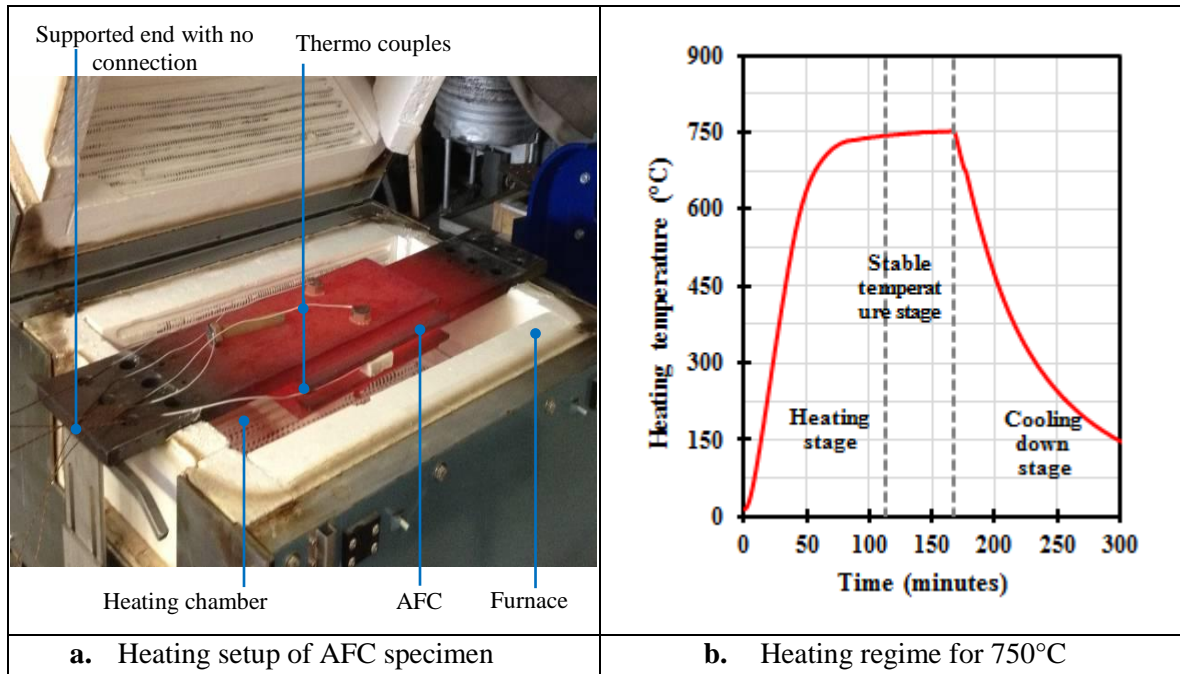 Supported end with no
connection
Thermo couples
Heating chamber
AFC
Furnace
a. Heating setup of AFC specimen
Heating temperature (°C)
900
750
600
450
300
150
0
Heating
stage
Stable
temperat
ure stage
Cooling
down
stage
0 50 100 150 200 250 300
Time (minutes)
b. Heating regime for 750°C